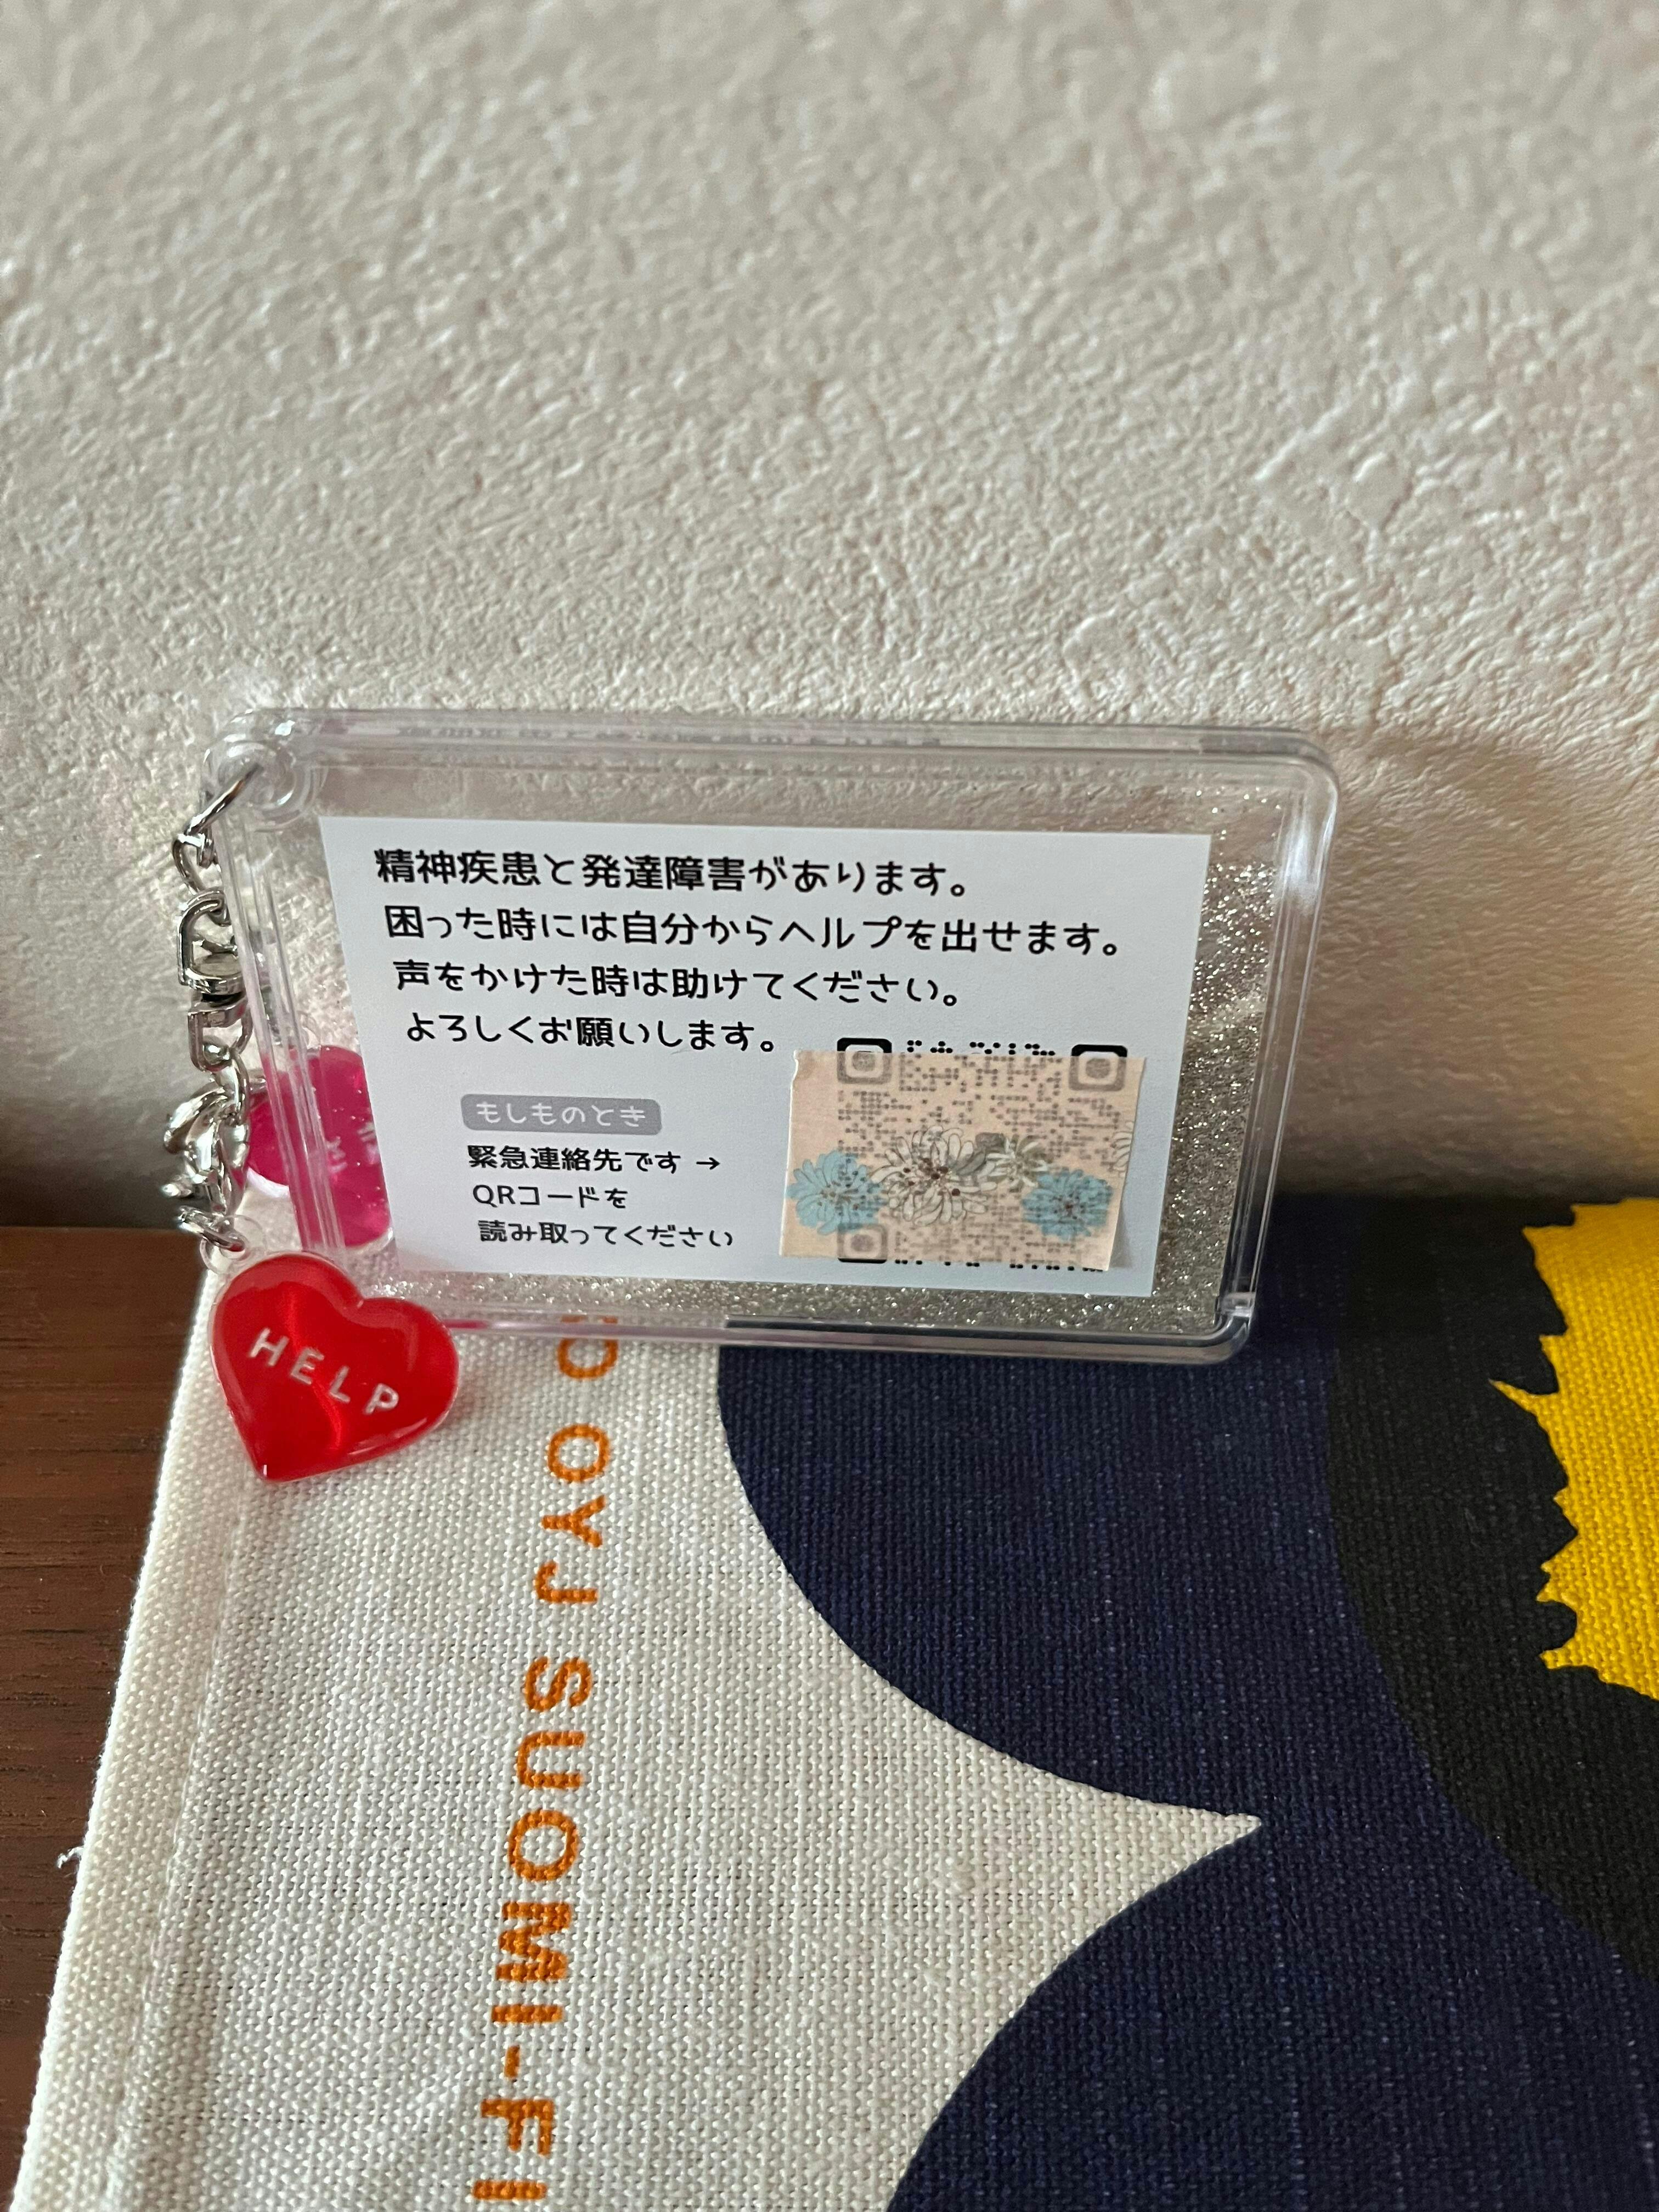 精神疾患と発達障害があります。
困った時には自分からヘルプを出せます。
声をかけた時は助けてください。
よろしくお願いします。
もしものとき
緊急連絡先です →
QRコードを
読み取ってください
HELP
OYJ SUOMI-FI